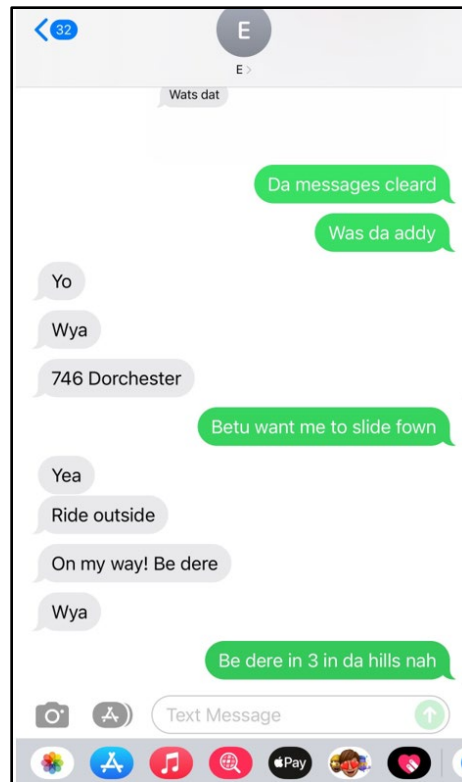 32
E
E >
Wats dat
Da messages cleard
Was da addy
Yo
Wya
746 Dorchester
Betu want me to slide fown
Yea
Ride outside
On my way! Be dere
Wya
Be dere in 3 in da hills nah
Text Message
Pay